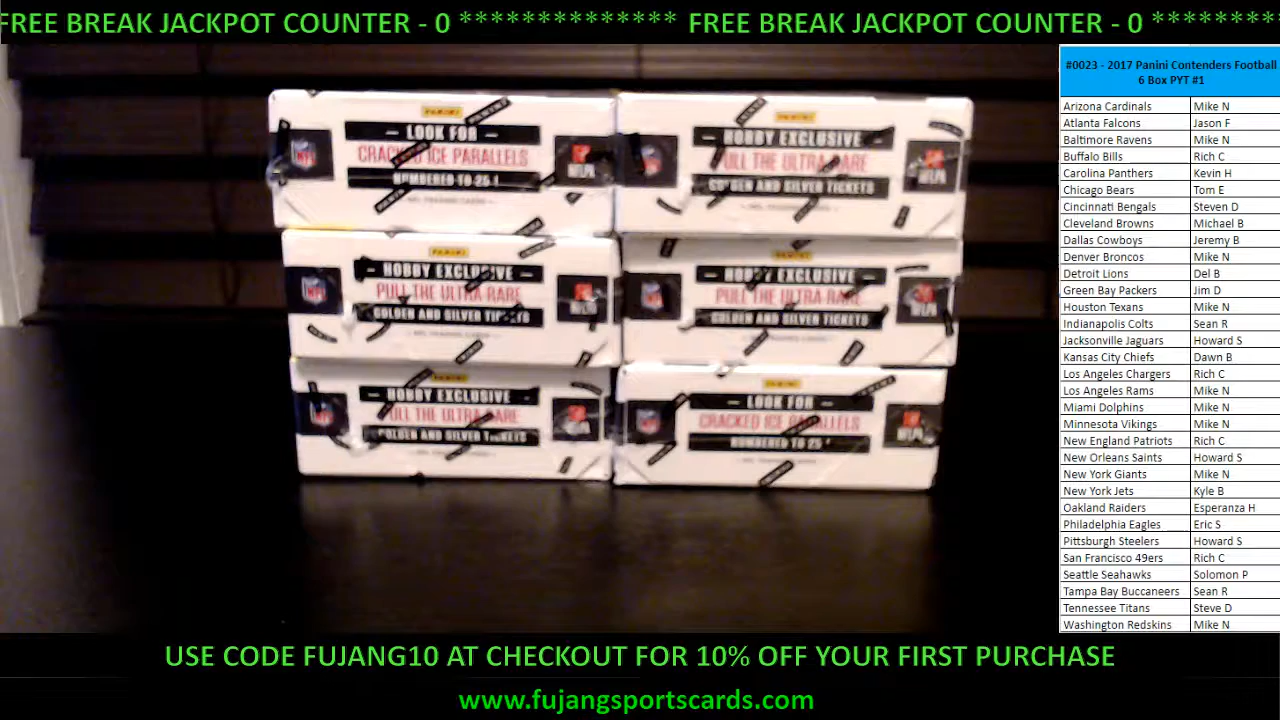 FREE BREAK JACKPOT COUNTER - 0 ************** FREE BREAK JACKPOT COUNTER - 0 *********
#0023 - 2017 Panini Contenders Football
6 Box PYT #1
Arizona Cardinals Mike N
Atlanta Falcons Jason F
Baltimore Ravens Mike N
Buffalo Bills Rich C
Carolina Panthers Kevin H
Chicago Bears Tom E
Cincinnati Bengals Steven D
Cleveland Browns Michael B
Dallas Cowboys Jeremy B
Denver Broncos Mike N
Detroit Lions Del B
Green Bay Packers Jim D
Houston Texans Mike N
Indianapolis Colts Sean R
Jacksonville Jaguars Howard S
Kansas City Chiefs Dawn B
Los Angeles Chargers Rich C
Los Angeles Rams Mike N
Miami Dolphins Mike N
Minnesota Vikings Mike N
New England Patriots Rich C
New Orleans Saints Howard S
New York Giants Mike N
New York Jets Kyle B
Oakland Raiders Esperanza H
Philadelphia Eagles Eric S
Pittsburgh Steelers Howard S
San Francisco 49ers Rich C
Seattle Seahawks Solomon P
Tampa Bay Buccaneers Sean R
Tennessee Titans Steve D
Washington Redskins Mike N
PANINI
LOOK FOR
CRACKED ICE PARALLELS
NUMBERED TO 25!
PANINI
HOBBY EXCLUSIVE
PULL THE ULTRA RARE
GOLDEN AND SILVER TICKETS
PANINI
HOBBY EXCLUSIVE
PULL THE ULTRA RARE
GOLDEN AND SILVER TICKETS
PANINI
HOBBY EXCLUSIVE
PULL THE ULTRA RARE
GOLDEN AND SILVER TICKETS
PANINI
HOBBY EXCLUSIVE
PULL THE ULTRA RARE
GOLDEN AND SILVER TICKETS
PANINI
LOOK FOR
CRACKED ICE PARALLELS
NUMBERED TO 25!
USE CODE FUJANG10 AT CHECKOUT FOR 10% OFF YOUR FIRST PURCHASE
www.fujangsportscards.com